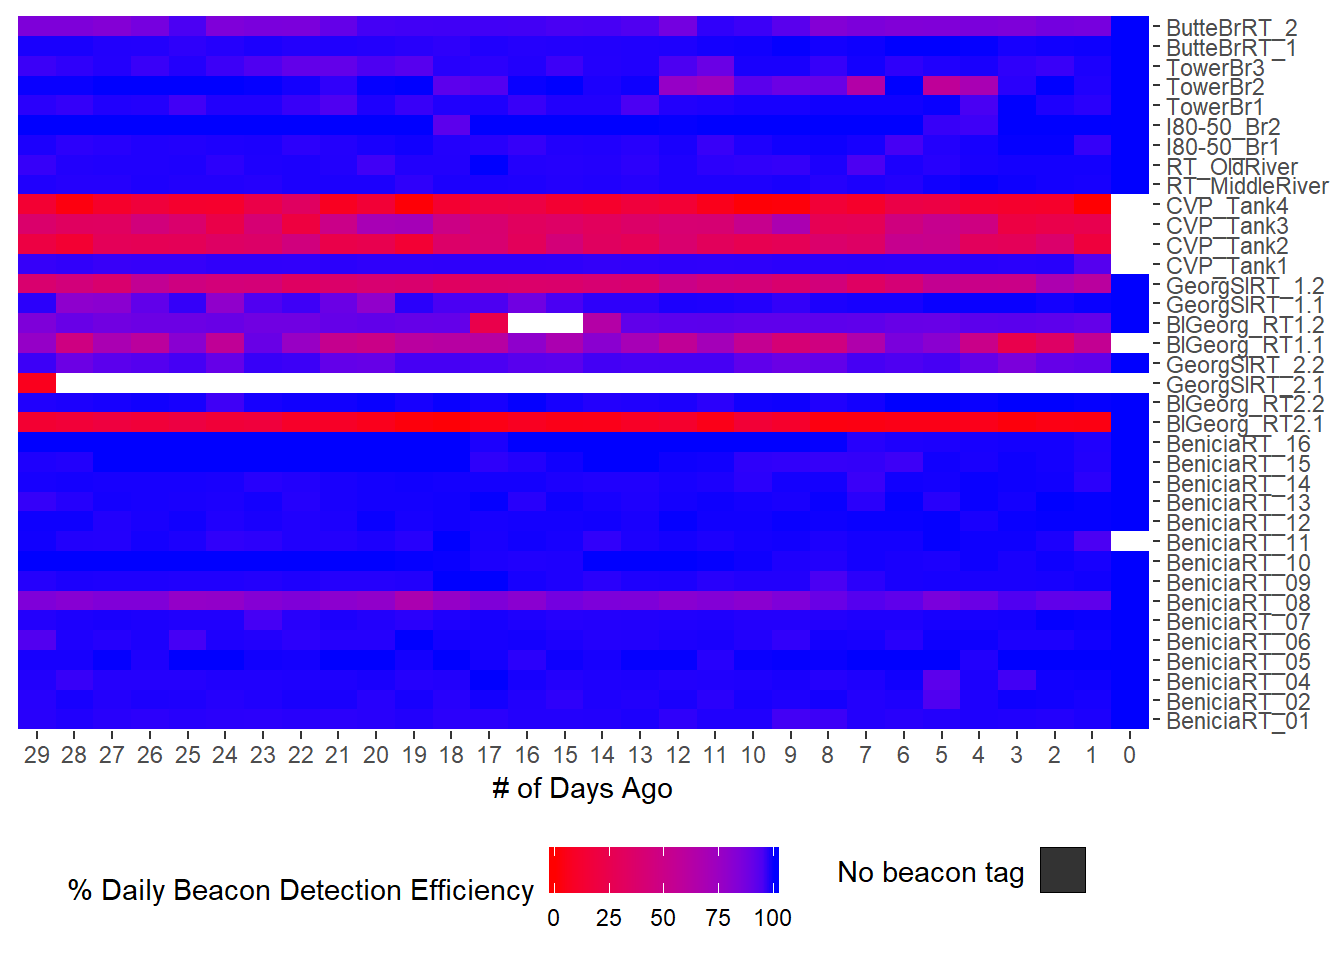 ButteBrRT_2
ButteBrRT_1
TowerBr3
TowerBr2
TowerBr1
I80-50_Br2
I80-50_Br1
RT_OldRiver
RT_MiddleRiver
CVP_Tank4
CVP_Tank3
CVP_Tank2
CVP_Tank1
GeorgSlRT_1.2
GeorgSlRT_1.1
BlGeorg_RT1.2
BlGeorg_RT1.1
GeorgSlRT_2.2
GeorgSlRT_2.1
BlGeorg_RT2.2
BlGeorg_RT2.1
BeniciaRT_16
BeniciaRT_15
BeniciaRT_14
BeniciaRT_13
BeniciaRT_12
BeniciaRT_11
BeniciaRT_10
BeniciaRT_09
BeniciaRT_08
BeniciaRT_07
BeniciaRT_06
BeniciaRT_05
BeniciaRT_04
BeniciaRT_02
BeniciaRT_01
29 28 27 26 25 24 23 22 21 20 19 18 17 16 15 14 13 12 11 10 9 8 7 6 5 4 3 2 1 0
# of Days Ago
% Daily Beacon Detection Efficiency
0 25 50 75 100
No beacon tag